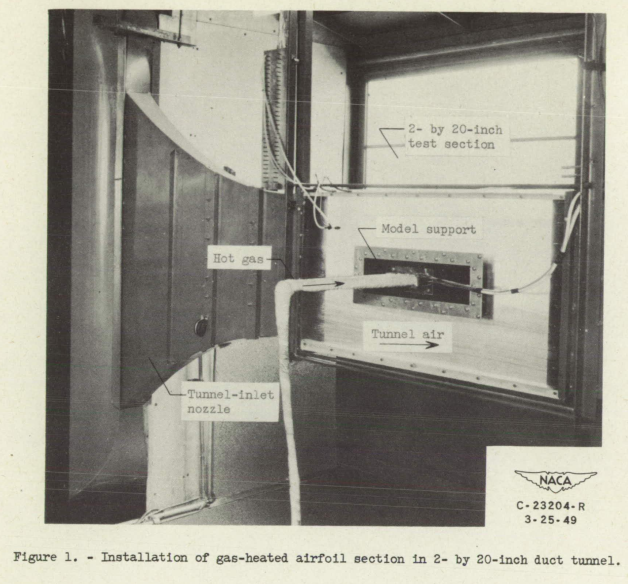 2- by 20-inch
test section
Model support
Hot gas
Tunnel air
Tunnel-inlet
nozzle
NACA
C-23204-R
3-25-49
Figure 1. - Installation of gas-heated airfoil section in 2- by 20-inch duct tunnel.